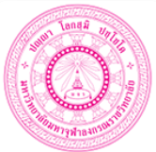 ปญฺญา โลกสฺมิ ปชฺโชโต
มหาวิทยาลัยมหาจุฬาลงกรณราชวิทยาลัย